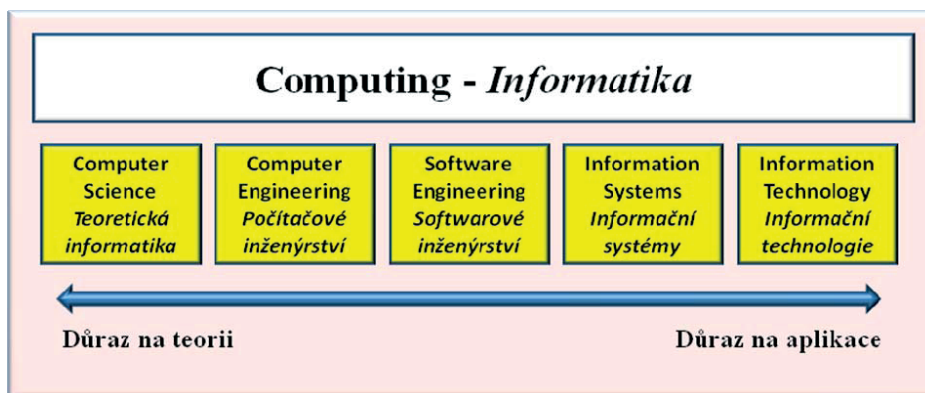 Computing - Informatika
Computer
Science
Teoretická
informatika
Computer
Engineering
Počítačové
inženýrství
Software
Engineering
Softwarové
inženýrství
Information
Systems
Informační
systémy
Information
Technology
Informační
technologie
Důraz na teorii
Důraz na aplikace